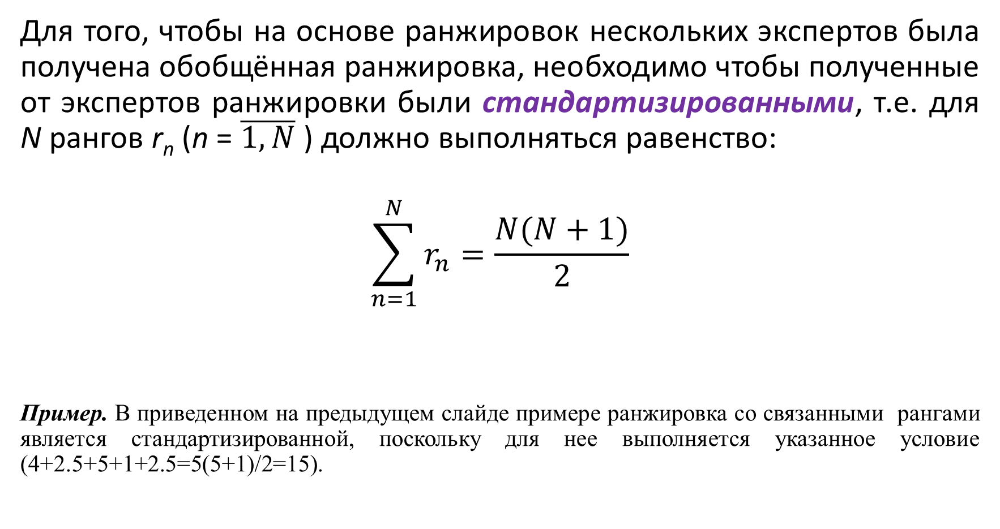 Для того, чтобы на основе ранжировок нескольких экспертов была
получена обобщённая ранжировка, необходимо чтобы полученные
от экспертов ранжировки были стандартизированными, т.е. для
N рангов rₙ (n = \overline{1, N} ) должно выполняться равенство:
\sum_{n=1}^{N} r_n = \frac{N(N + 1)}{2}
Пример. В приведенном на предыдущем слайде примере ранжировка со связанными рангами
является стандартизированной, поскольку для нее выполняется указанное условие
(4+2.5+5+1+2.5=5(5+1)/2=15).